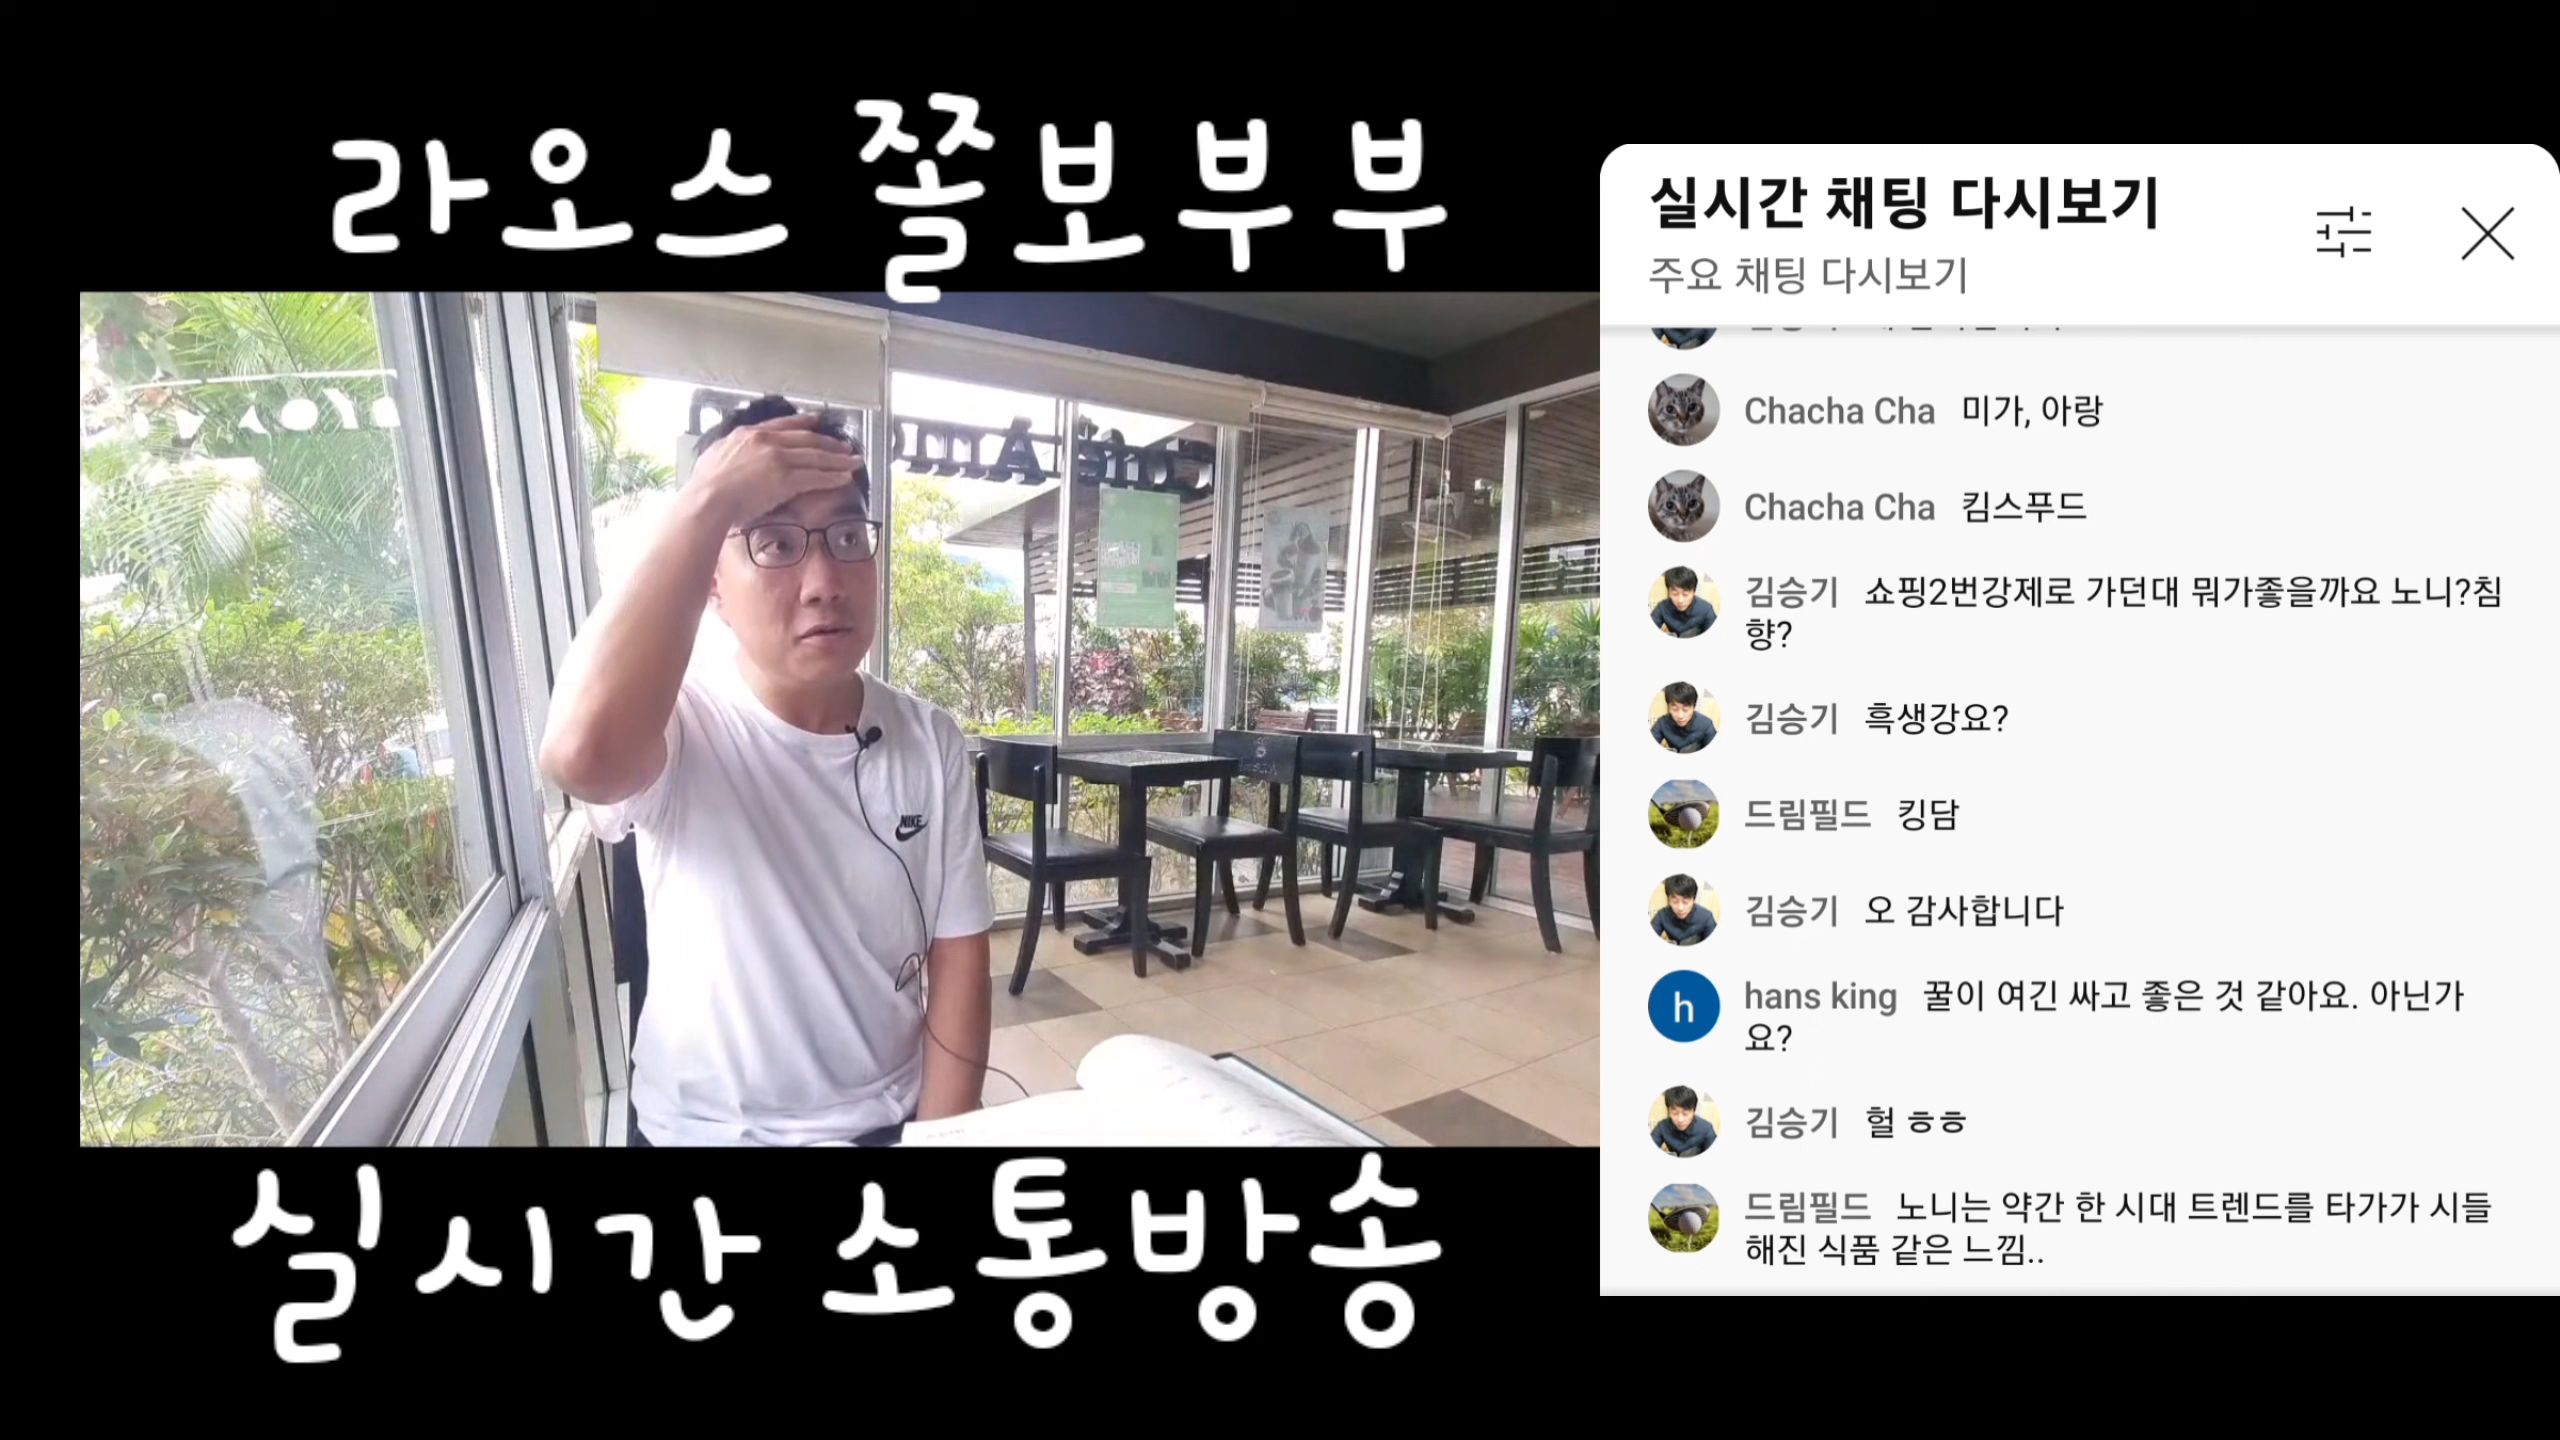 라오스 쫄보부부
Café Amazon
NIKE
실시간 소통방송
실시간 채팅 다시보기
주요 채팅 다시보기
Chacha Cha 미가, 아랑
Chacha Cha 킴스푸드
김승기 쇼핑2번강제로 가던대 뭐가좋을까요 노니?침
향?
김승기 흑생강요?
드림필드 킹담
김승기 오 감사합니다
h
hans king 꿀이 여긴 싸고 좋은 것 같아요. 아닌가
요?
김승기 헐 ㅎㅎ
드림필드 노니는 약간 한 시대 트렌드를 타가가 시들
해진 식품 같은 느낌..